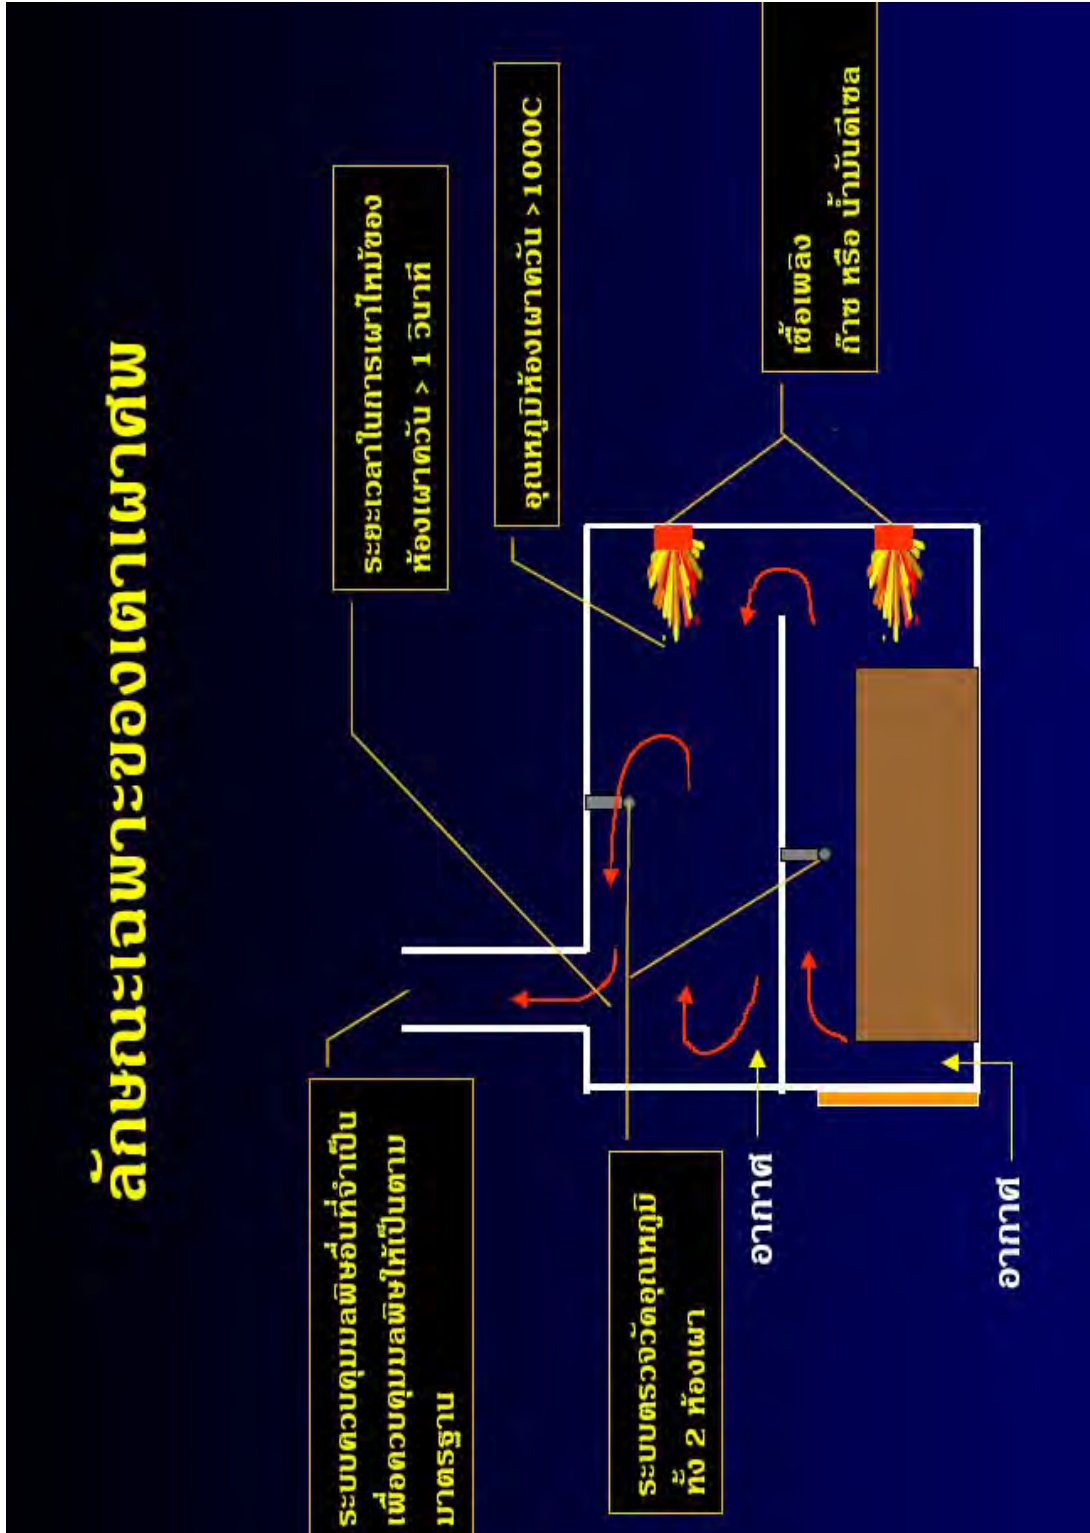 ลักษณะเฉพาะของเตาเผาศพ
ระบบควบคุมมลพิษอื่นที่จำเป็น
เพื่อควบคุมมลพิษให้เป็นตาม
มาตรฐาน
ระยะเวลาในการเผาไหม้ของ
ห้องเผาควัน > 1 วินาที
อุณหภูมิห้องเผาควัน >1000C
ระบบตรวจวัดอุณหภูมิ
ทั้ง 2 ห้องเผา
เชื้อเพลิง
ก๊าซ หรือ น้ำมันดีเซล
อากาศ
อากาศ